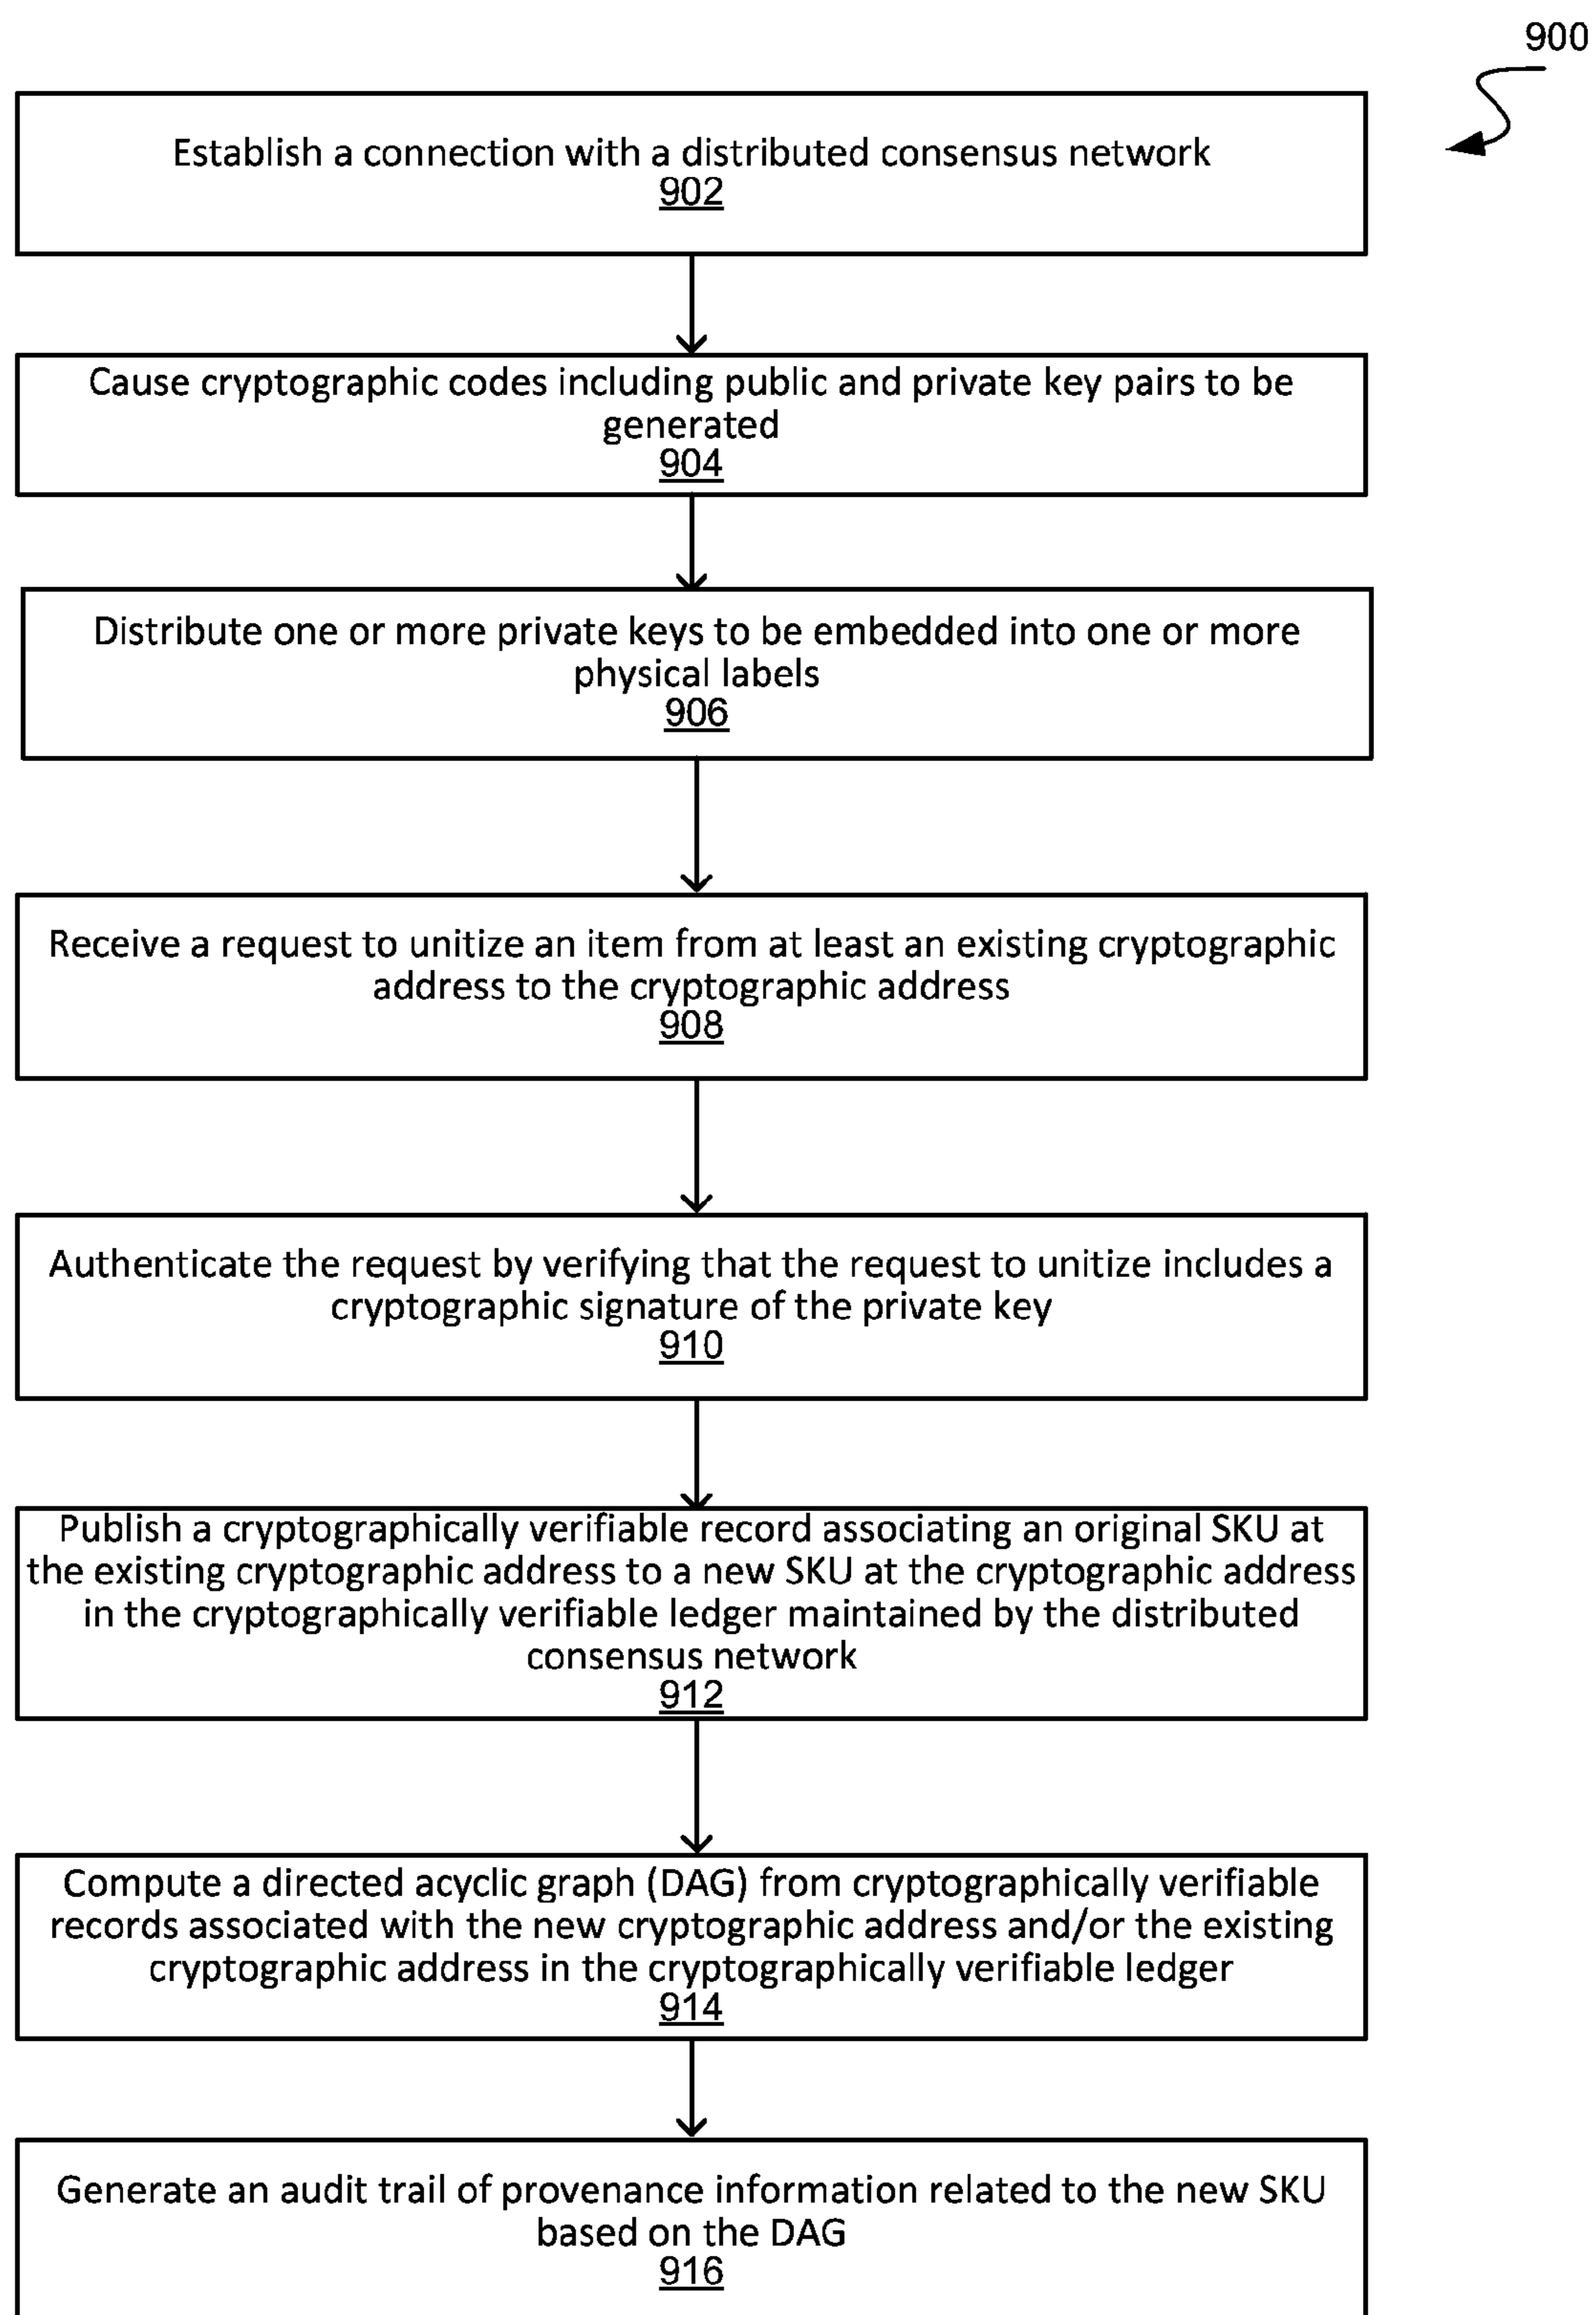 900
Establish a connection with a distributed consensus network
902
Cause cryptographic codes including public and private key pairs to be
generated
904
Distribute one or more private keys to be embedded into one or more
physical labels
906
Receive a request to unitize an item from at least an existing cryptographic
address to the cryptographic address
908
Authenticate the request by verifying that the request to unitize includes a
cryptographic signature of the private key
910
Publish a cryptographically verifiable record associating an original SKU at
the existing cryptographic address to a new SKU at the cryptographic address
in the cryptographically verifiable ledger maintained by the distributed
consensus network
912
Compute a directed acyclic graph (DAG) from cryptographically verifiable
records associated with the new cryptographic address and/or the existing
cryptographic address in the cryptographically verifiable ledger
914
Generate an audit trail of provenance information related to the new SKU
based on the DAG
916